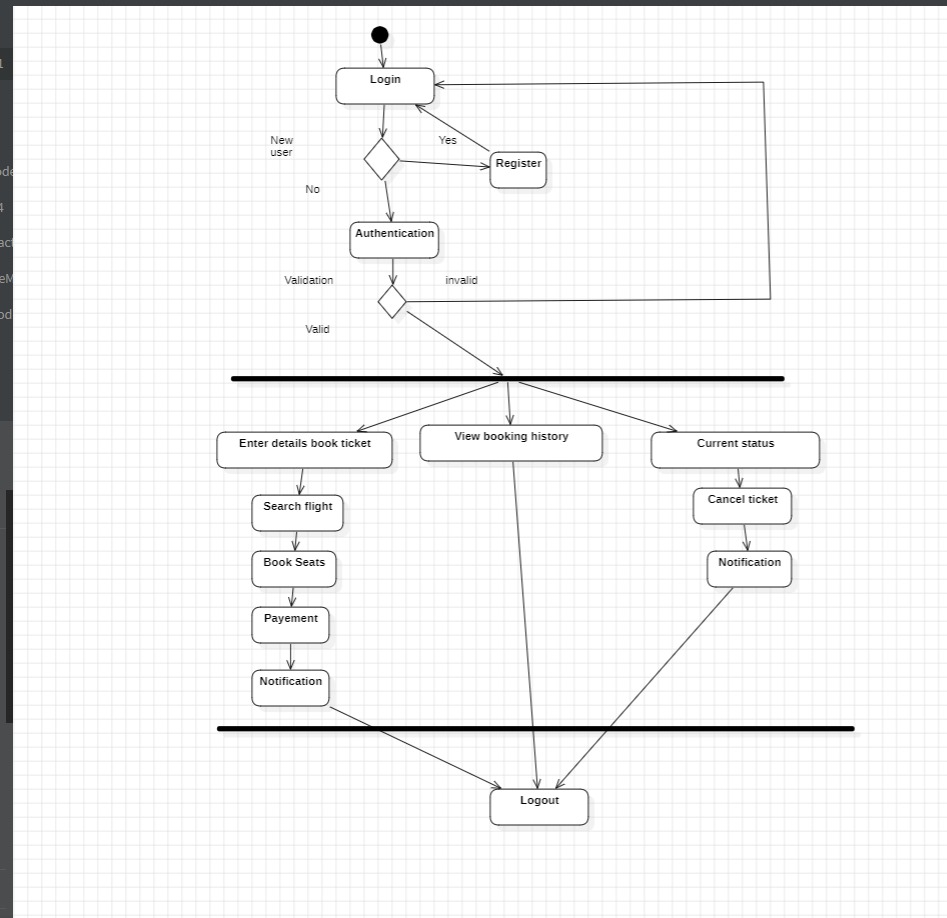 Login
New
user
Yes
Register
No
Authentication
Validation
invalid
Valid
Enter details book ticket
View booking history
Current status
Search flight
Cancel ticket
Book Seats
Notification
Payement
Notification
Logout